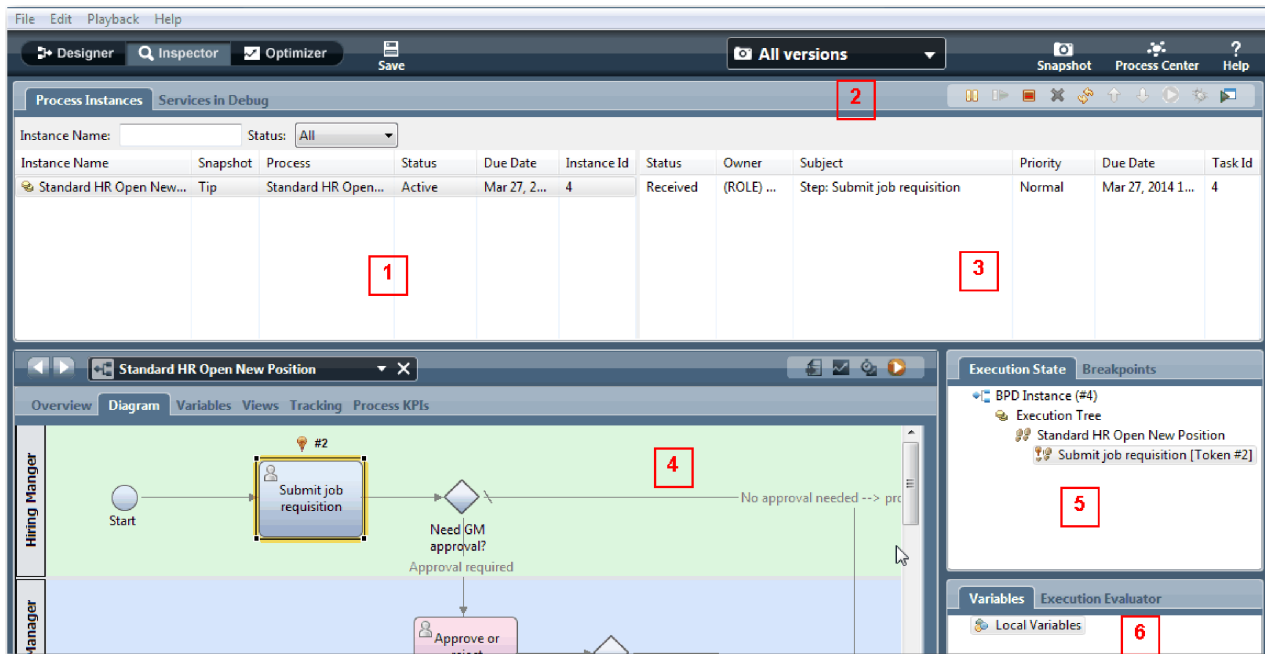 File Edit Playback Help
Designer Inspector Optimizer Save All versions Snapshot Process Center Help
Process Instances Services in Debug 2
Instance Name: Status: All
Instance Name Snapshot Process Status Due Date Instance Id Status Owner Subject Priority Due Date Task Id
Standard HR Open New... Tip Standard HR Open... Active Mar 27, 2... 4 Received (ROLE) ... Step: Submit job requisition Normal Mar 27, 2014 1... 4
1
3
Standard HR Open New Position
Overview Diagram Variables Views Tracking Process KPIs
Hiring Manger
#2
Start
Submit job
requisition
Need GM
approval?
Approval required
No approval needed --> pro
4
Manager
Approve or
reject
Execution State Breakpoints
BPD Instance (#4)
Execution Tree
Standard HR Open New Position
Submit job requisition [Token #2]
5
Variables Execution Evaluator
Local Variables
6